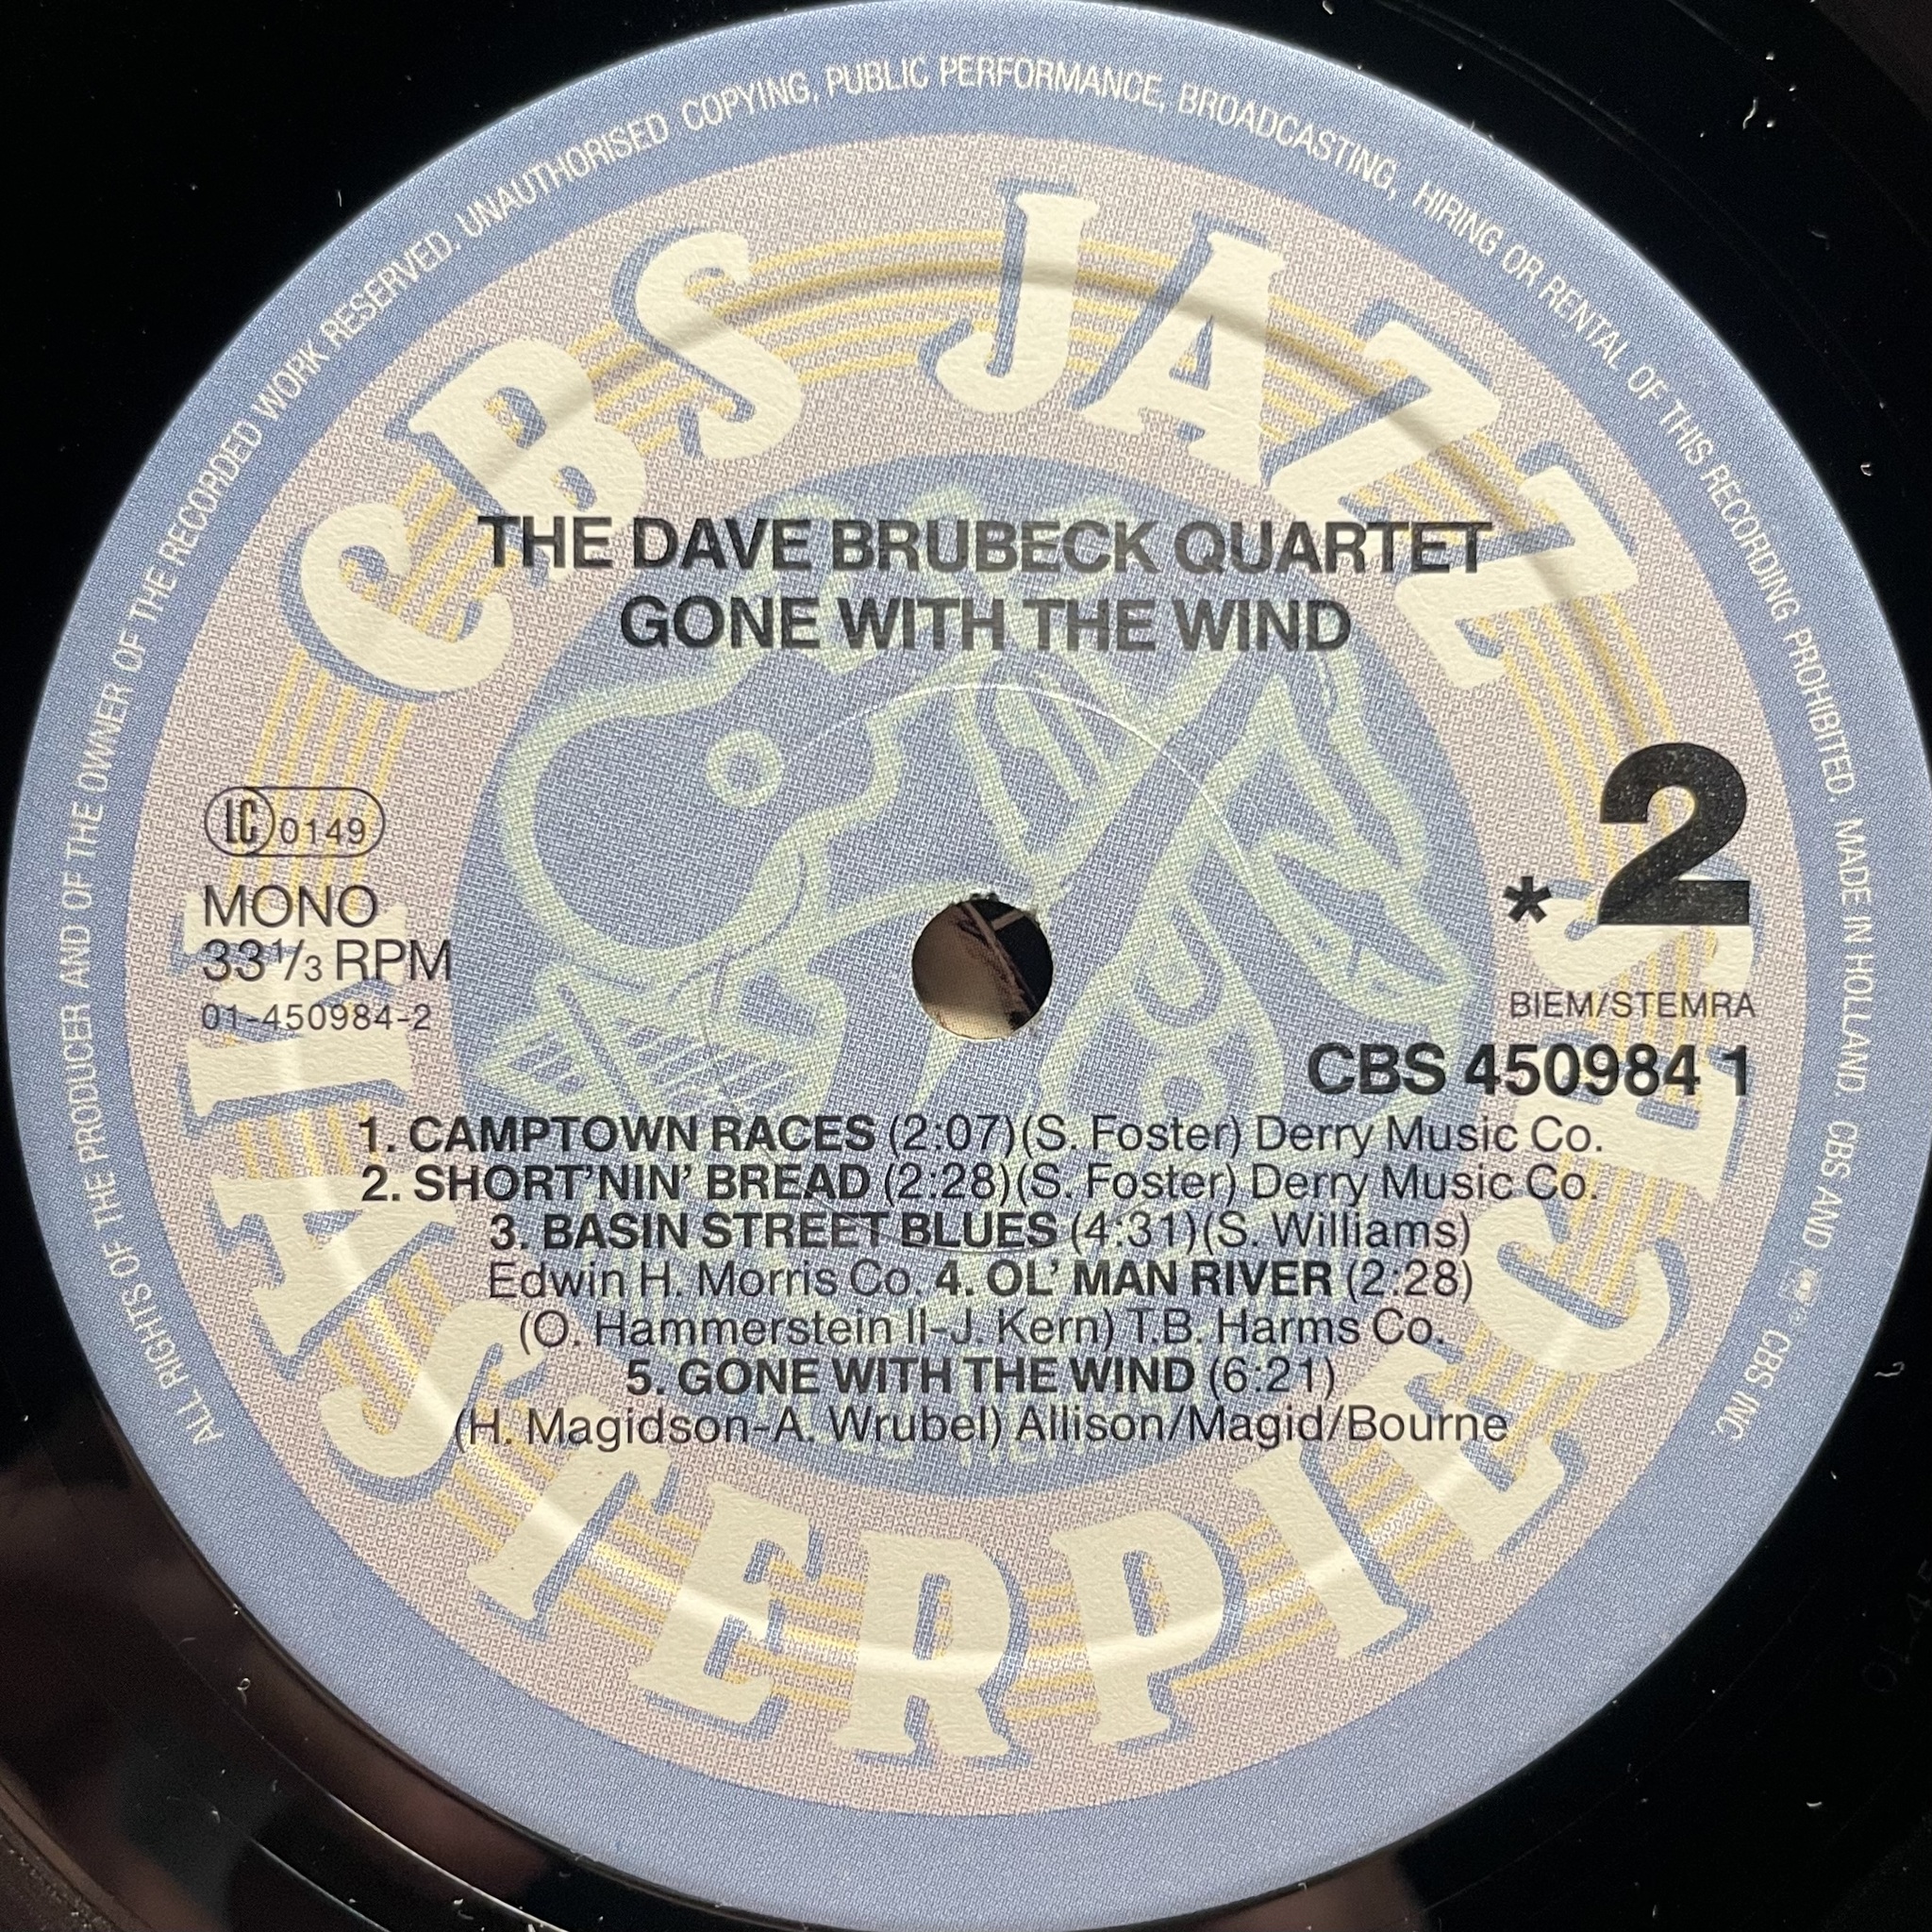 ALL RIGHTS OF THE PRODUCER AND OF THE OWNER OF THE RECORDED WORK RESERVED. UNAUTHORISED COPYING, PUBLIC PERFORMANCE, BROADCASTING, HIRING OR RENTAL OF THIS RECORDING PROHIBITED. MADE IN HOLLAND. CBS AND CBS INC.
CBS JAZZ
THE DAVE BRUBECK QUARTET
GONE WITH THE WIND
LC 0149
MONO
33 1/3 RPM
01-450984-2
*2
BIEM/STEMRA
CBS 450984 1
1. CAMPTOWN RACES (2:07)(S. Foster) Derry Music Co.
2. SHORT'NIN' BREAD (2:28)(S. Foster) Derry Music Co.
3. BASIN STREET BLUES (4:31)(S. Williams)
Edwin H. Morris Co. 4. OL' MAN RIVER (2:28)
(O. Hammerstein II-J. Kern) T.B. Harms Co.
5. GONE WITH THE WIND (6:21)
(H. Magidson-A. Wrubel) Allison/Magid/Bourne
MASTERPIECES